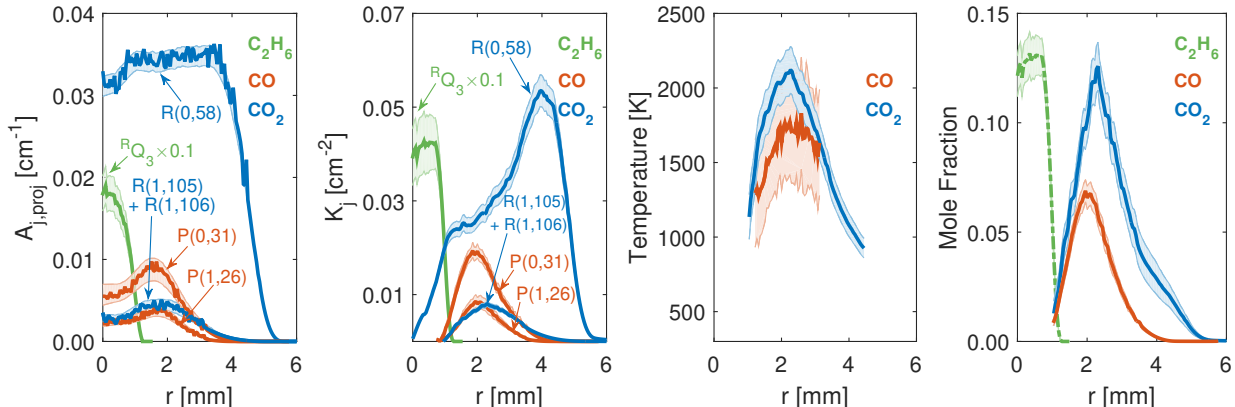 0.04
0.03
0.02
0.01
0.00
0 2 4 6
r [mm]
A_j,proj [cm⁻¹]
C₂H₆
CO
CO₂
R(0,58)
ᴿQ₃×0.1
R(1,105)
+ R(1,106)
P(0,31)
P(1,26)
0.05
0.03
0.01
0 2 4 6
r [mm]
K_j [cm⁻²]
C₂H₆
CO
CO₂
R(0,58)
ᴿQ₃×0.1
R(1,105)
+ R(1,106)
P(0,31)
P(1,26)
2500
2000
1500
1000
500
300
0 2 4 6
r [mm]
Temperature [K]
CO
CO₂
0.15
0.10
0.05
0.00
0 2 4 6
r [mm]
Mole Fraction
C₂H₆
CO
CO₂